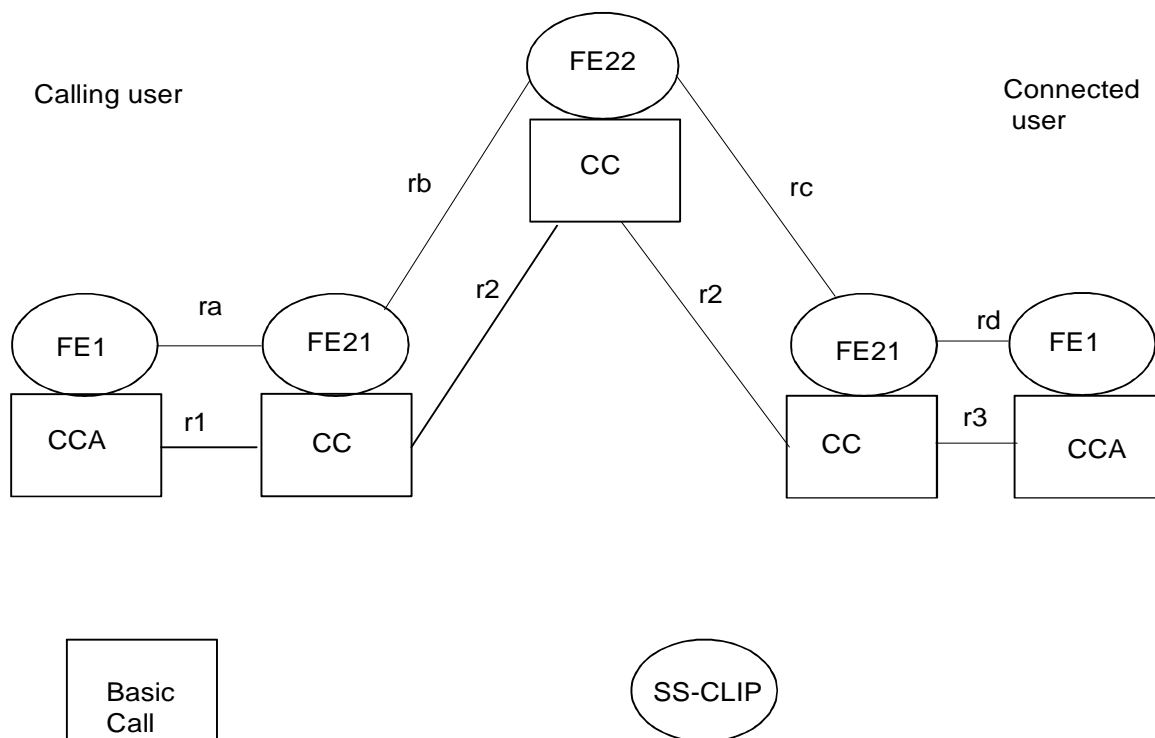 FE22
Calling user
Connected
user
CC
rb
rc
r2
r2
ra
rd
FE1
FE21
FE21
FE1
r1
r3
CCA
CC
CC
CCA
Basic
Call
SS-CLIP